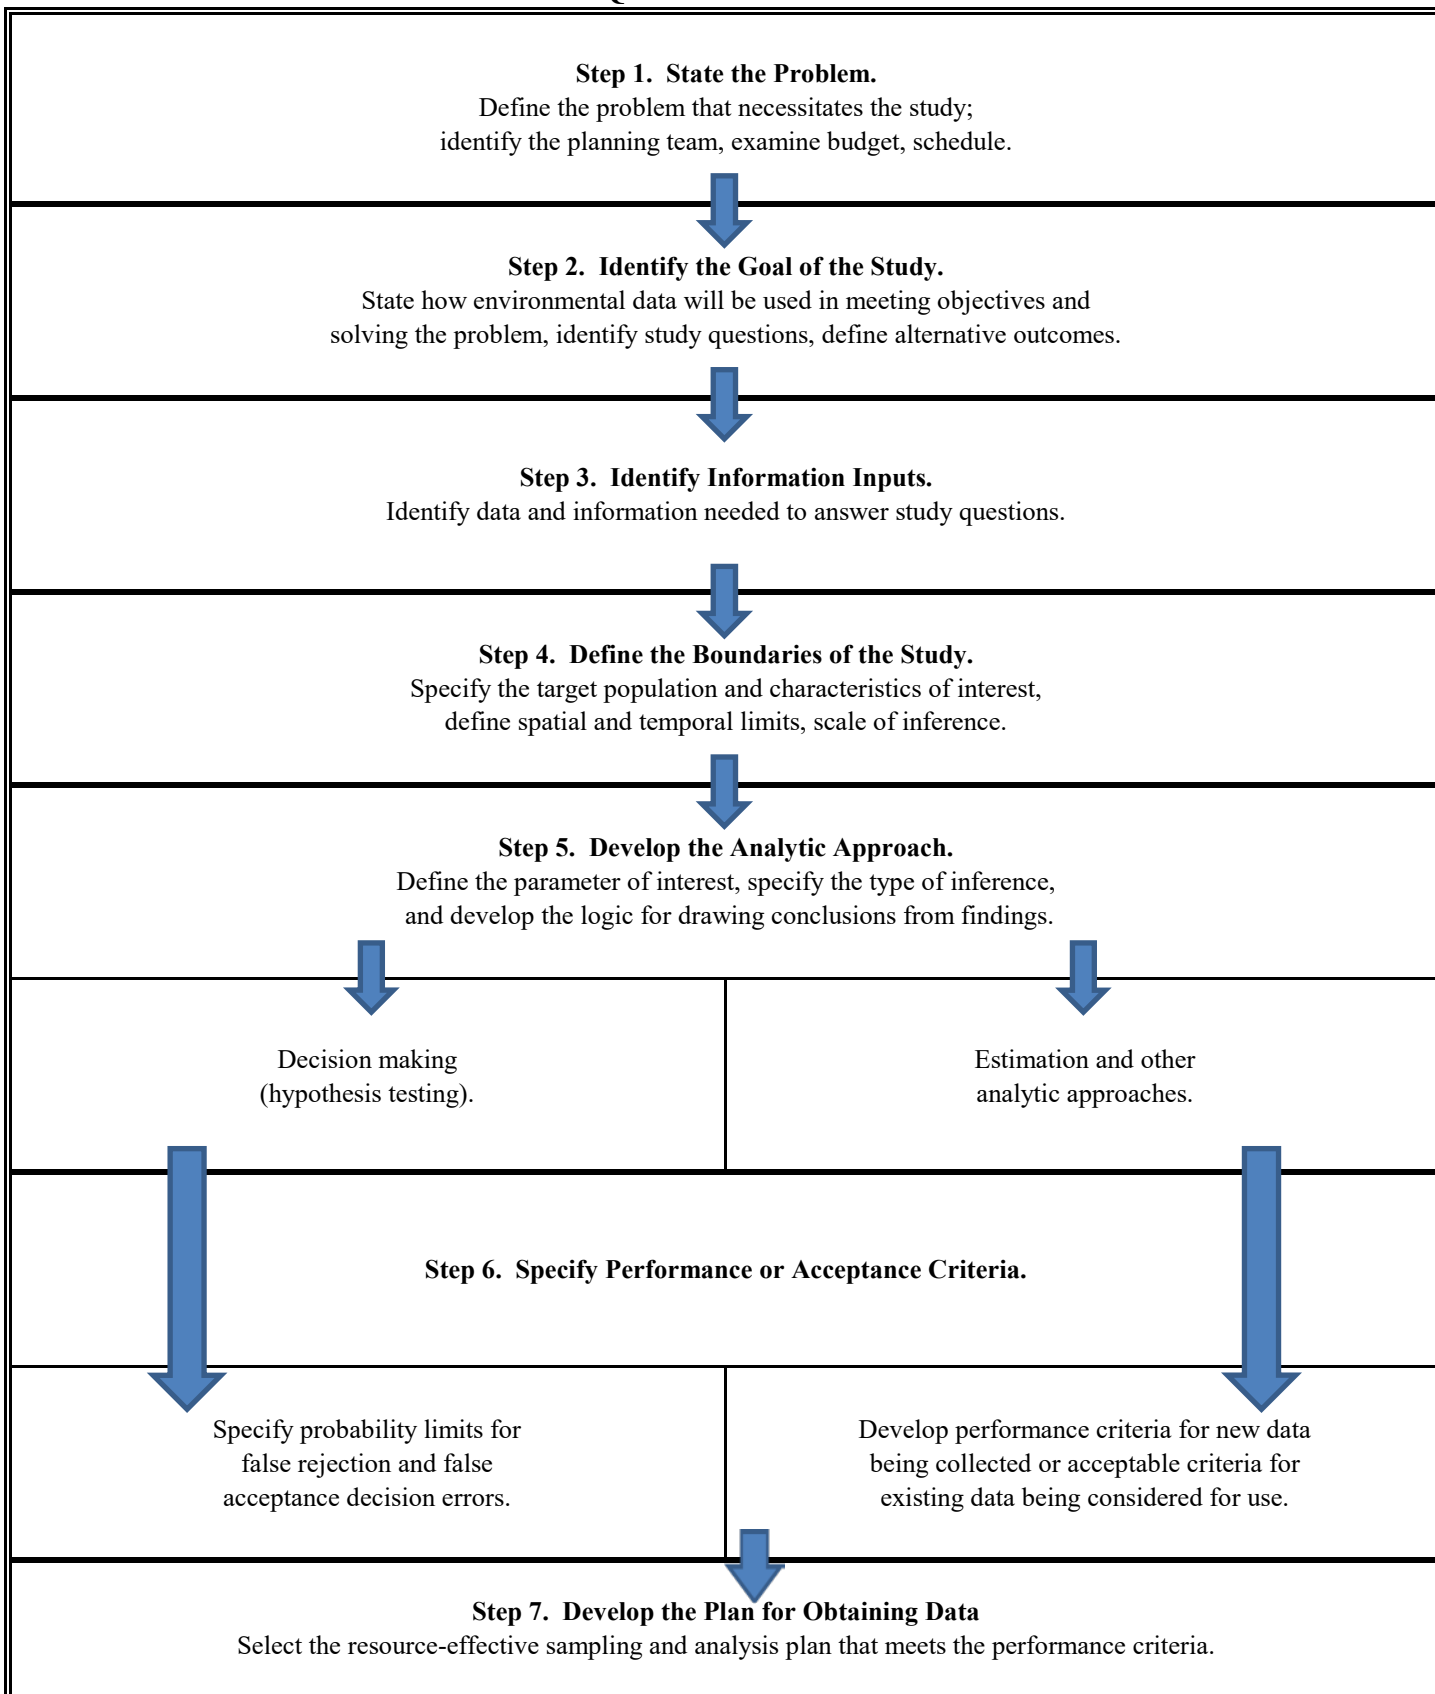 Step 1. State the Problem.
Define the problem that necessitates the study;
identify the planning team, examine budget, schedule.
Step 2. Identify the Goal of the Study.
State how environmental data will be used in meeting objectives and
solving the problem, identify study questions, define alternative outcomes.
Step 3. Identify Information Inputs.
Identify data and information needed to answer study questions.
Step 4. Define the Boundaries of the Study.
Specify the target population and characteristics of interest,
define spatial and temporal limits, scale of inference.
Step 5. Develop the Analytic Approach.
Define the parameter of interest, specify the type of inference,
and develop the logic for drawing conclusions from findings.
Decision making
(hypothesis testing).
Estimation and other
analytic approaches.
Step 6. Specify Performance or Acceptance Criteria.
Specify probability limits for
false rejection and false
acceptance decision errors.
Develop performance criteria for new data
being collected or acceptable criteria for
existing data being considered for use.
Step 7. Develop the Plan for Obtaining Data
Select the resource-effective sampling and analysis plan that meets the performance criteria.